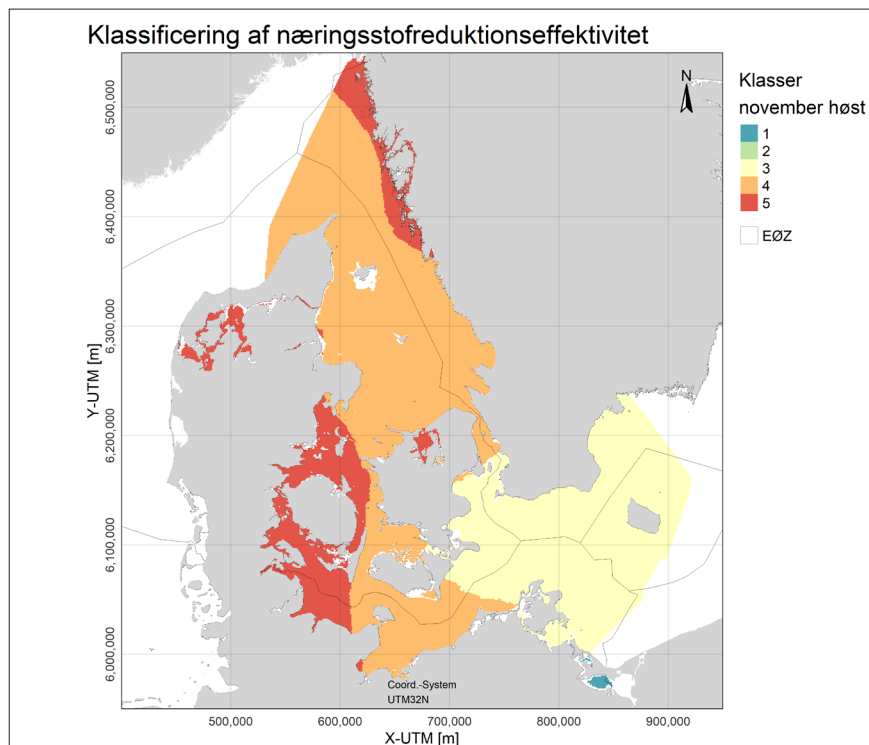 Klassificering af næringsstofreduktionseffektivitet
N
Klasser
november høst
1
2
3
4
5
EØZ
Y-UTM [m]
6,500,000
6,400,000
6,300,000
6,200,000
6,100,000
6,000,000
Coord.-System
UTM32N
500,000 600,000 700,000 800,000 900,000
X-UTM [m]